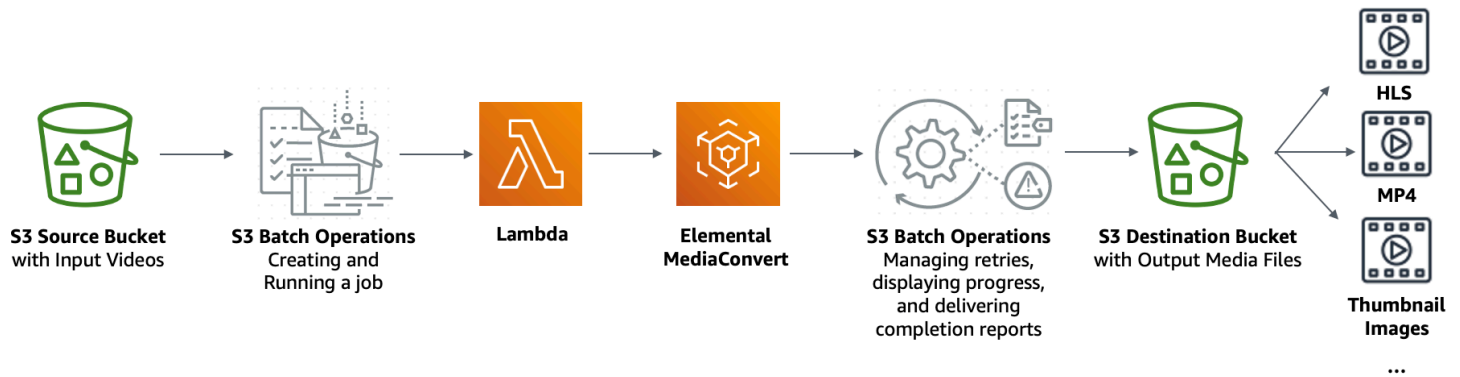 S3 Source Bucket
with Input Videos
S3 Batch Operations
Creating and
Running a job
Lambda
Elemental
MediaConvert
S3 Batch Operations
Managing retries,
displaying progress,
and delivering
completion reports
S3 Destination Bucket
with Output Media Files
HLS
MP4
Thumbnail
Images
...